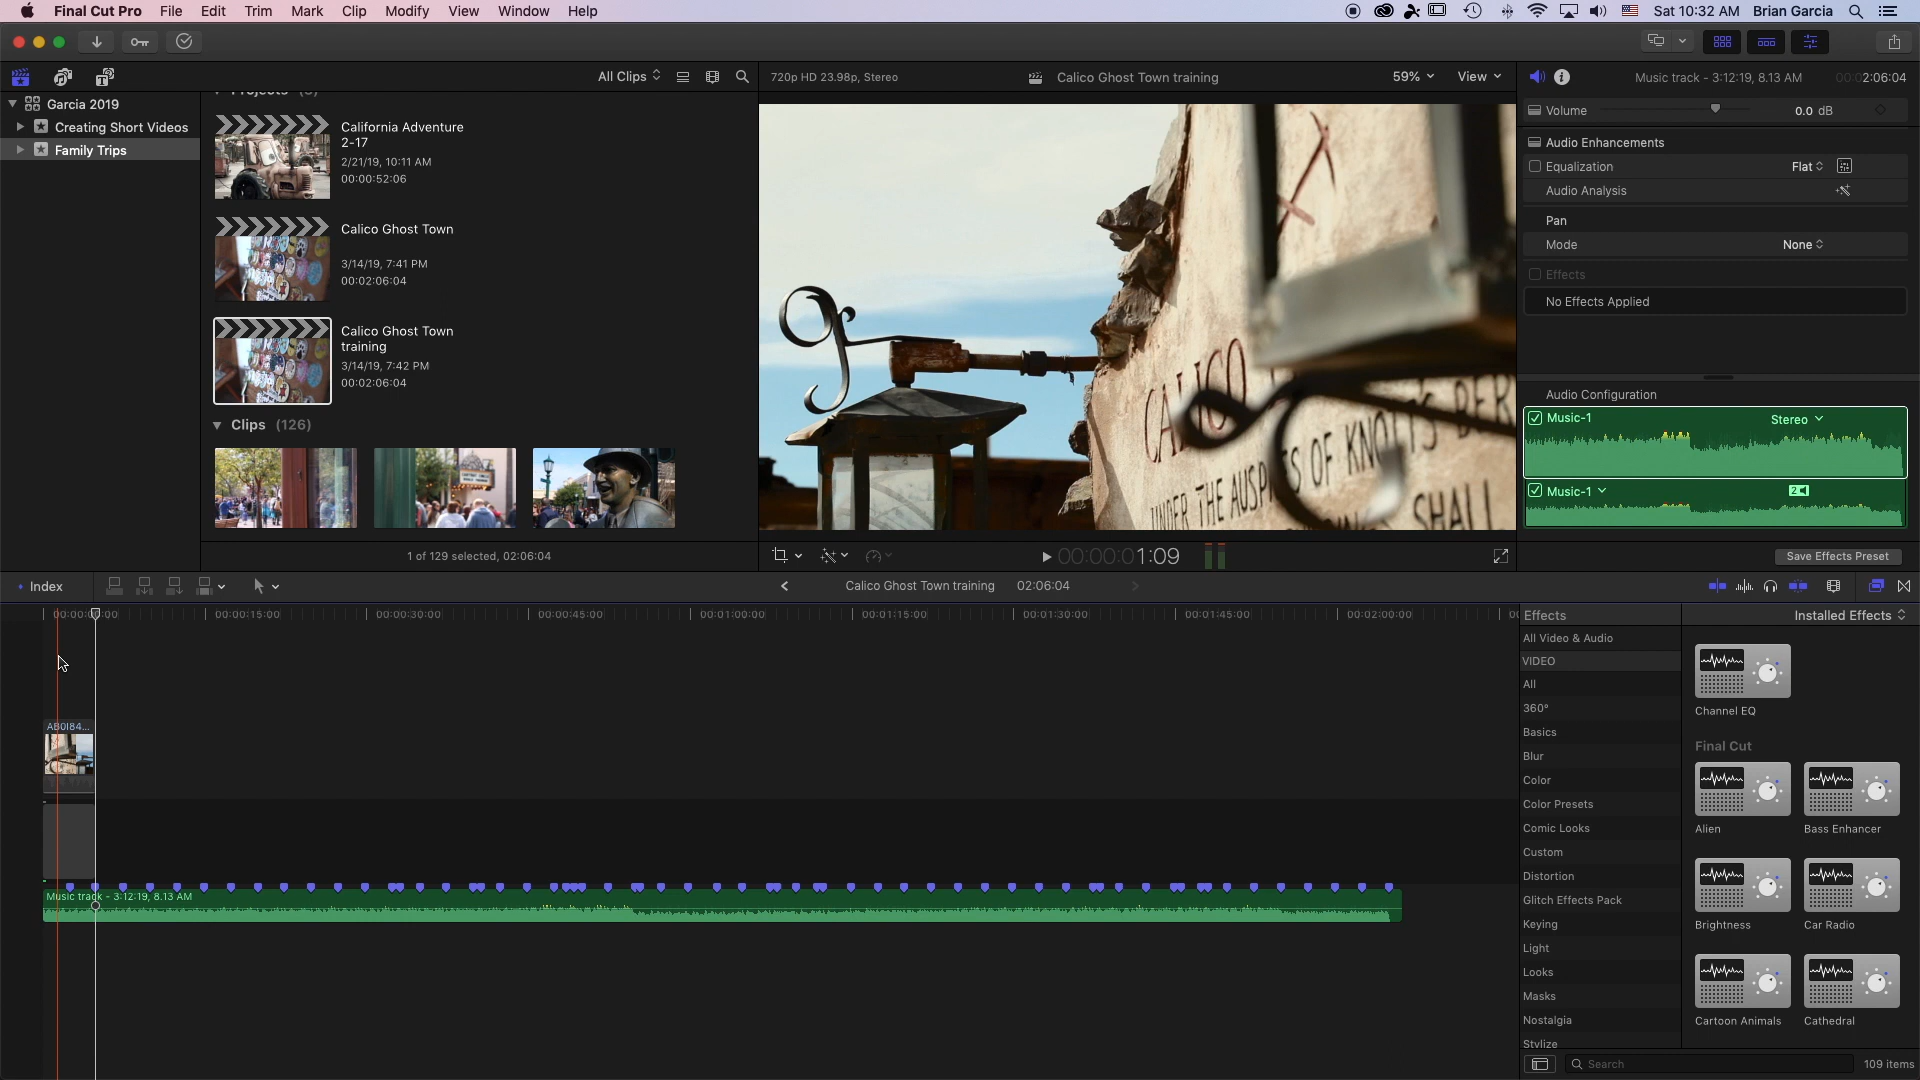 Final Cut Pro File Edit Trim Mark Clip Modify View Window Help Sat 10:32 AM Brian Garcia
All Clips 720p HD 23.98p, Stereo Calico Ghost Town training 59% View Music track - 3:12:19, 8.13 AM 00:02:06:04
Garcia 2019
Creating Short Videos
Family Trips
Projects (3)
California Adventure
2-17
2/21/19, 10:11 AM
00:00:52:06
Calico Ghost Town
3/14/19, 7:41 PM
00:02:06:04
Calico Ghost Town
training
3/14/19, 7:42 PM
00:02:06:04
Clips (126)
1 of 129 selected, 02:06:04
CALICO
UNDER THE AUSPICES OF KNOTTS BER
SHALL
00:00:01:09
Volume 0.0 dB
Audio Enhancements
Equalization Flat
Audio Analysis
Pan
Mode None
Effects
No Effects Applied
Audio Configuration
Music-1 Stereo
Music-1 2
Save Effects Preset
Index Calico Ghost Town training 02:06:04
00:00:00:00 00:00:15:00 00:00:30:00 00:00:45:00 00:01:00:00 00:01:15:00 00:01:30:00 00:01:45:00 00:02:00:00
AB0I84...
Music track - 3:12:19, 8.13 AM
Effects Installed Effects
All Video & Audio
VIDEO
All
360°
Basics
Blur
Color
Color Presets
Comic Looks
Custom
Distortion
Glitch Effects Pack
Keying
Light
Looks
Masks
Nostalgia
Stylize
Channel EQ
Final Cut
Alien Bass Enhancer
Brightness Car Radio
Cartoon Animals Cathedral
Search 109 items